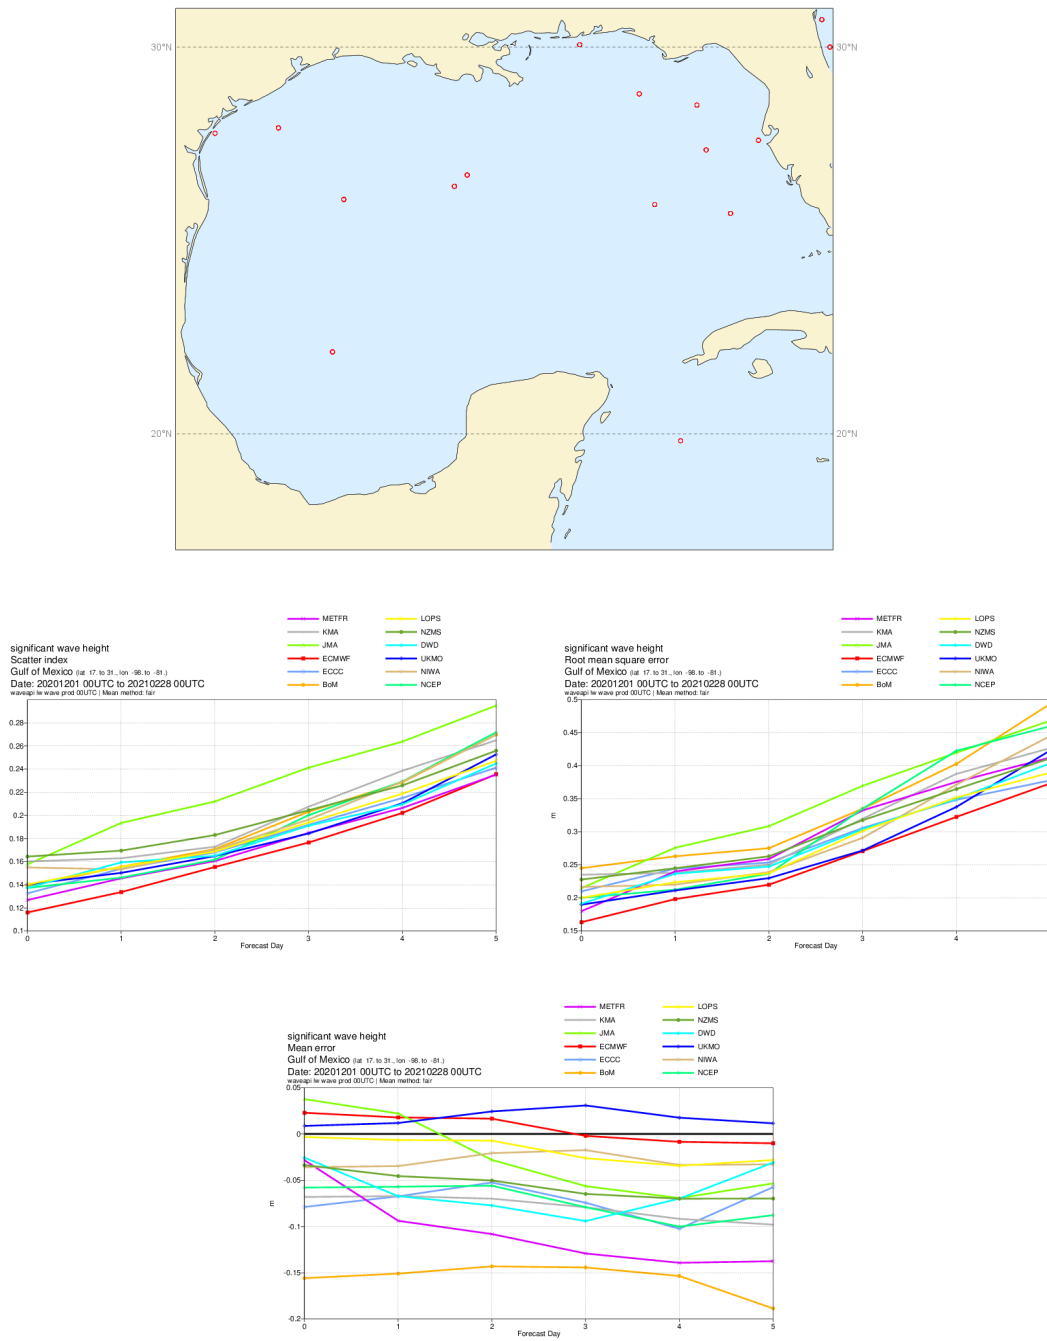 30°N
30°N
20°N
20°N
METFR
LOPS
KMA
NZMS
JMA
DWD
ECMWF
UKMO
ECCC
NIWA
BoM
NCEP
significant wave height
Scatter index
Gulf of Mexico (lat 17. to 31., lon -98. to -81.)
Date: 20201201 00UTC to 20210228 00UTC
waveapi lw wave prod 00UTC | Mean method: fair
0.28
0.26
0.24
0.22
0.2
0.18
0.16
0.14
0.12
0.1
0 1 2 3 4 5
Forecast Day
METFR
LOPS
KMA
NZMS
JMA
DWD
ECMWF
UKMO
ECCC
NIWA
BoM
NCEP
significant wave height
Root mean square error
Gulf of Mexico (lat 17. to 31., lon -98. to -81.)
Date: 20201201 00UTC to 20210228 00UTC
waveapi lw wave prod 00UTC | Mean method: fair
0.5
0.45
0.4
0.35
m
0.3
0.25
0.2
0.15
0 1 2 3 4 5
Forecast Day
METFR
LOPS
KMA
NZMS
JMA
DWD
ECMWF
UKMO
ECCC
NIWA
BoM
NCEP
significant wave height
Mean error
Gulf of Mexico (lat 17. to 31., lon -98. to -81.)
Date: 20201201 00UTC to 20210228 00UTC
waveapi lw wave prod 00UTC | Mean method: fair
0.05
0
-0.05
m
-0.1
-0.15
-0.2
0 1 2 3 4 5
Forecast Day